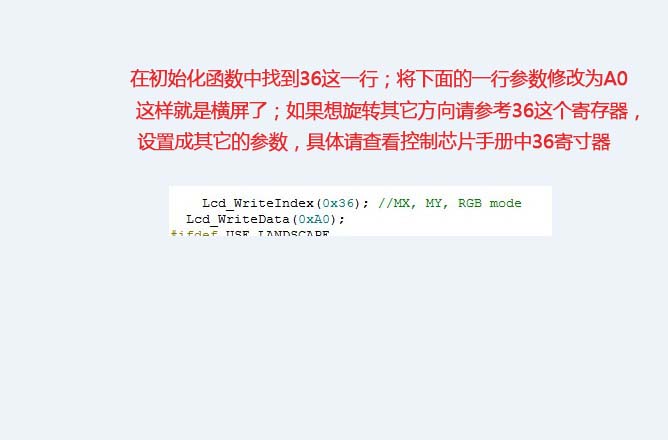 在初始化函数中找到36这一行；将下面的一行参数修改为A0
这样就是横屏了；如果想旋转其它方向请参考36这个寄存器，
设置成其它的参数，具体请查看控制芯片手册中36寄寸器
Lcd_WriteIndex(0x36); //MX, MY, RGB mode
Lcd_WriteData(0xA0);
#ifdef USE_LANDSCAPE